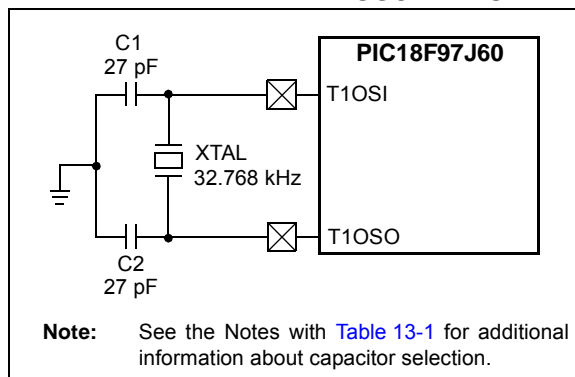 C1
27 pF
PIC18F97J60
T1OSI
XTAL
32.768 kHz
T1OSO
C2
27 pF
Note: See the Notes with Table 13-1 for additional
information about capacitor selection.